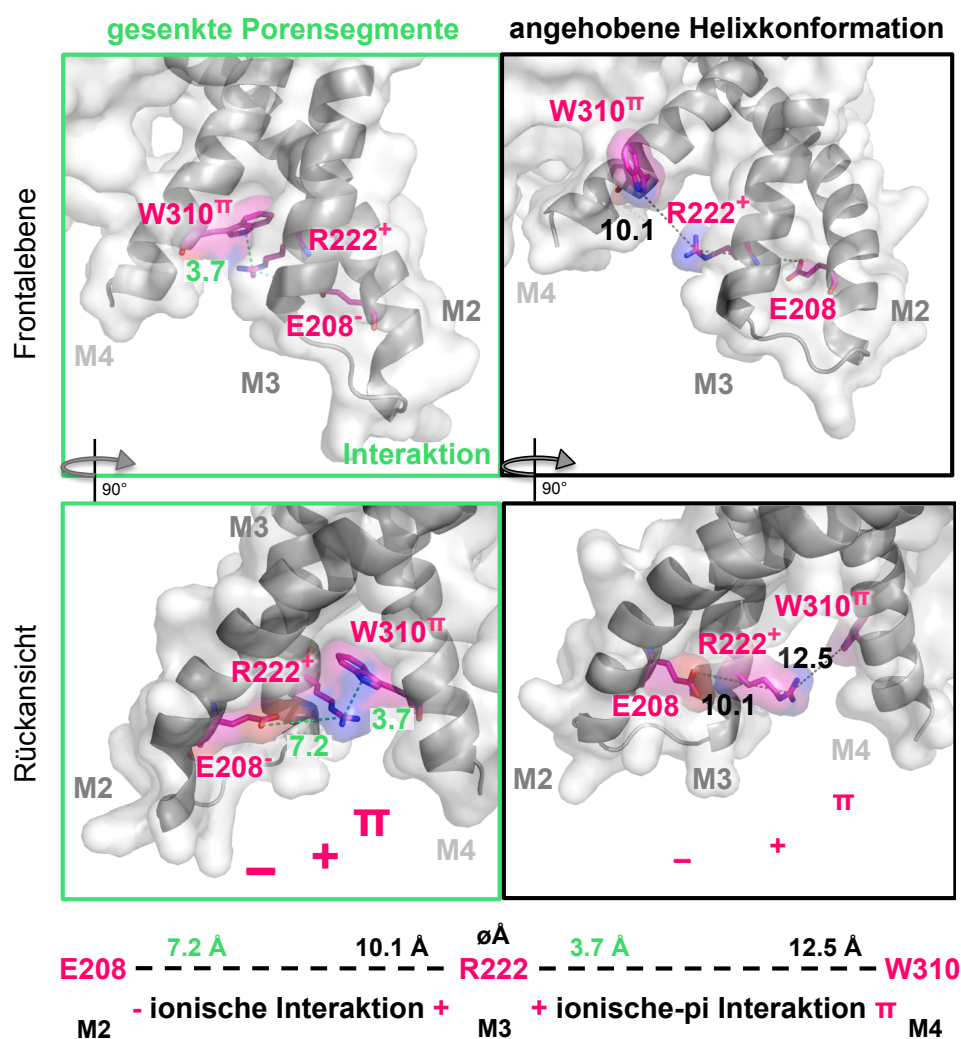 gesenkte Porensegmente
angehobene Helixkonformation
Frontalebene
W310π
R222+
3.7
E208-
M2
M4
M3
Interaktion
90°
W310π
R222+
10.1
M4
E208
M2
M3
90°
Rückansicht
M3
W310π
R222+
3.7
7.2
E208-
M2
π
+
-
M4
W310π
R222+
12.5
E208
10.1
M4
M2
M3
π
+
-
7.2 Å 10.1 Å øÅ 3.7 Å 12.5 Å
E208 R222 W310
- ionische Interaktion + + ionische-pi Interaktion π
M2 M3 M4